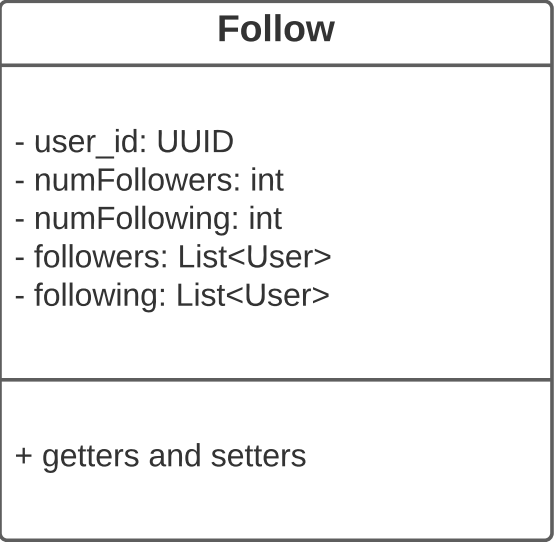 Follow
- user_id: UUID
- numFollowers: int
- numFollowing: int
- followers: List<User>
- following: List<User>
+ getters and setters